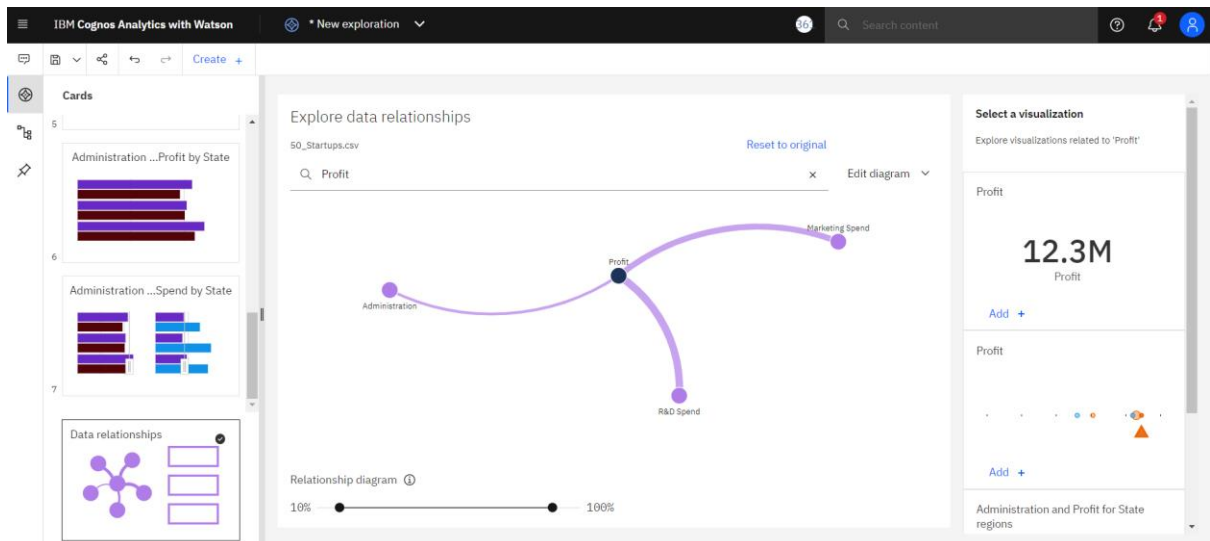 IBM Cognos Analytics with Watson
* New exploration
Search content
1
Create +
Cards
5
Administration ...Profit by State
6
Administration ...Spend by State
7
Data relationships
Explore data relationships
50_Startups.csv
Reset to original
Profit
Edit diagram
Marketing Spend
Profit
Administration
R&D Spend
Relationship diagram
10%
100%
Select a visualization
Explore visualizations related to 'Profit'
Profit
12.3M
Profit
Add +
Profit
Add +
Administration and Profit for State
regions